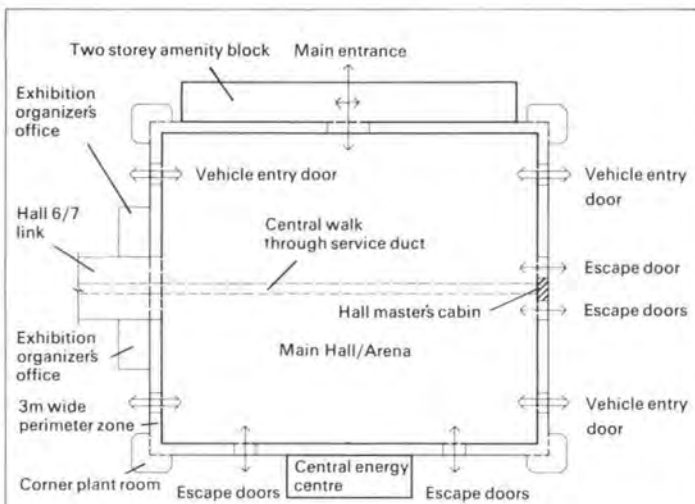 Two storey amenity block
Main entrance
Exhibition
organizer's
office
Vehicle entry door
Vehicle entry
door
Hall 6/7
link
Central walk
through service duct
Escape door
Hall master's cabin
Escape doors
Exhibition
organizer's
office
Main Hall/Arena
3m wide
perimeter zone
Vehicle entry
door
Corner plant room
Escape doors
Central energy
centre
Escape doors